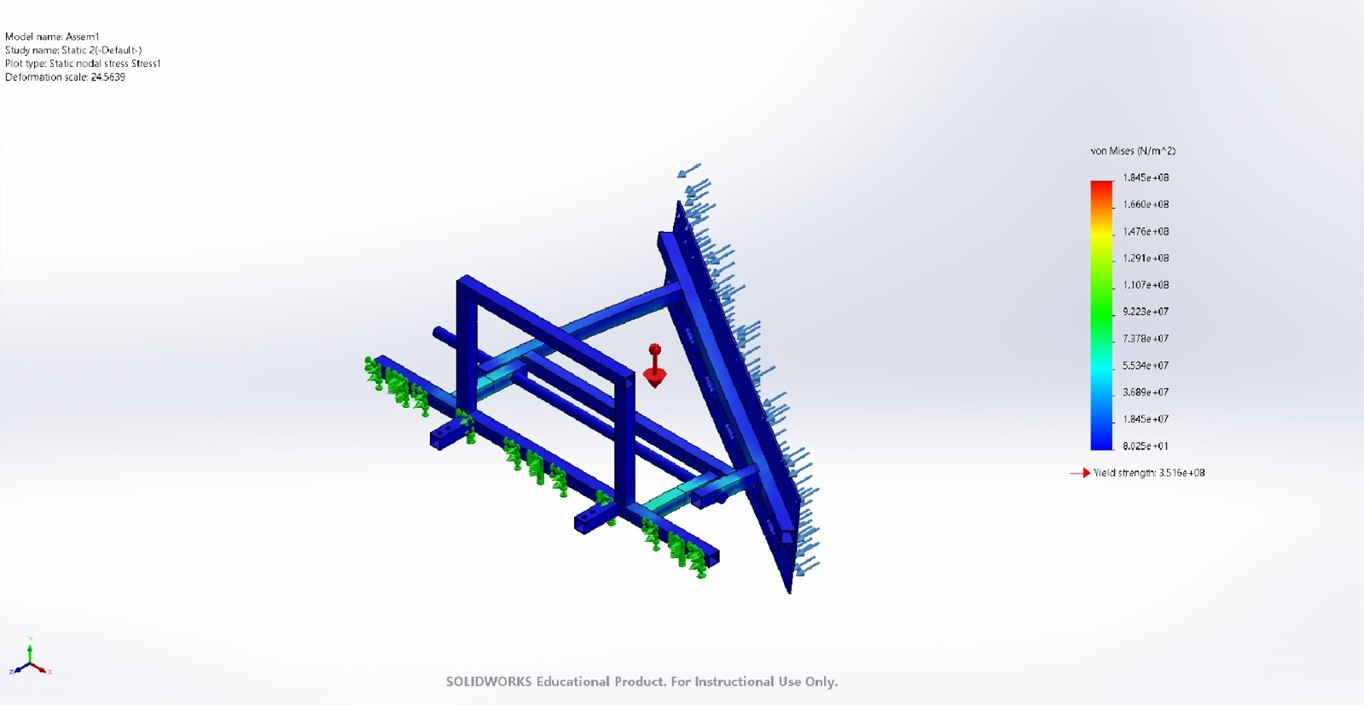 Model name: Assem1
Study name: Static 2(-Default-)
Plot type: Static nodal stress Stress1
Deformation scale: 24.5639
von Mises (N/m^2)
1.845e+08
1.660e+08
1.476e+08
1.291e+08
1.107e+08
9.223e+07
7.378e+07
5.534e+07
3.689e+07
1.845e+07
8.025e+01
Yield strength: 3.516e+08
Y
Z
X
SOLIDWORKS Educational Product. For Instructional Use Only.